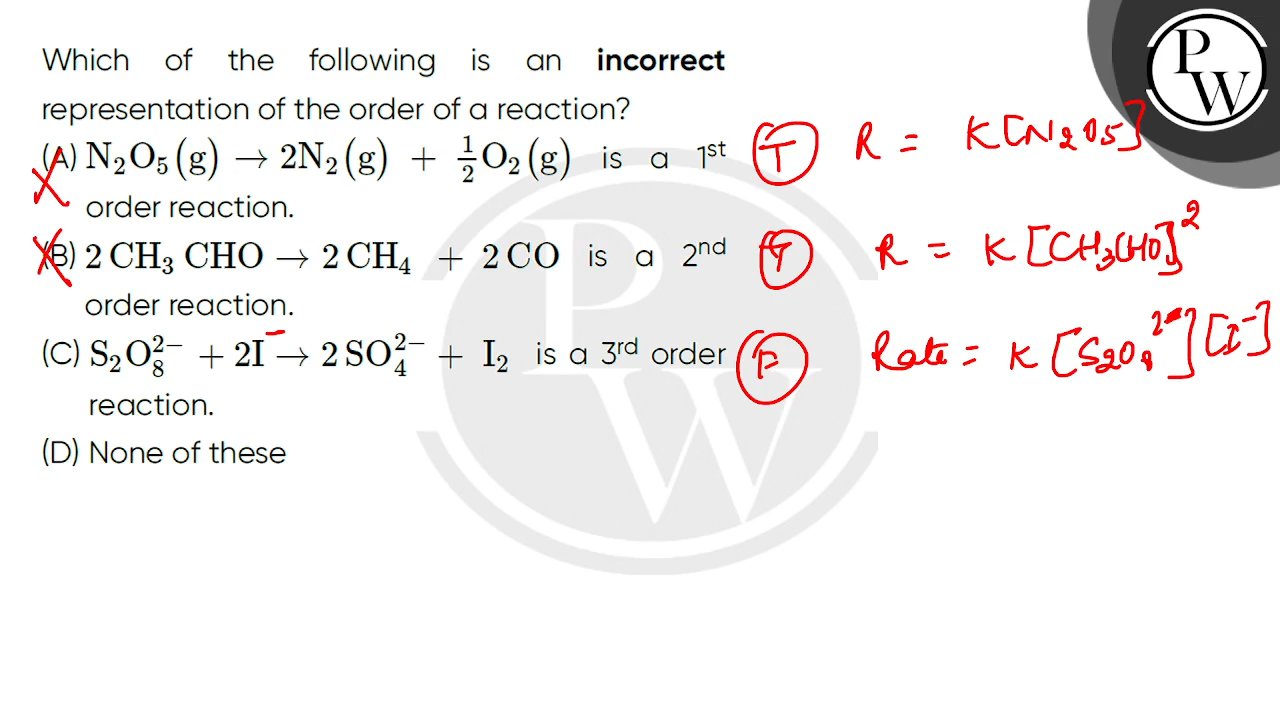 Which of the following is an incorrect
P
W
representation of the order of a reaction?
(A) N₂O₅(g) → 2N₂(g) + ½O₂(g) is a 1st
order reaction.
(T) R = K[N2O5]
(B) 2 CH₃ CHO → 2 CH₄ + 2 CO is a 2nd
order reaction.
(T) R = K[CH3CHO]²
(C) S₂O₈²⁻ + 2I⁻ → 2 SO₄²⁻ + I₂ is a 3rd order
reaction.
(F) Rate = K[S2O8²⁻][I⁻]
(D) None of these
P
W